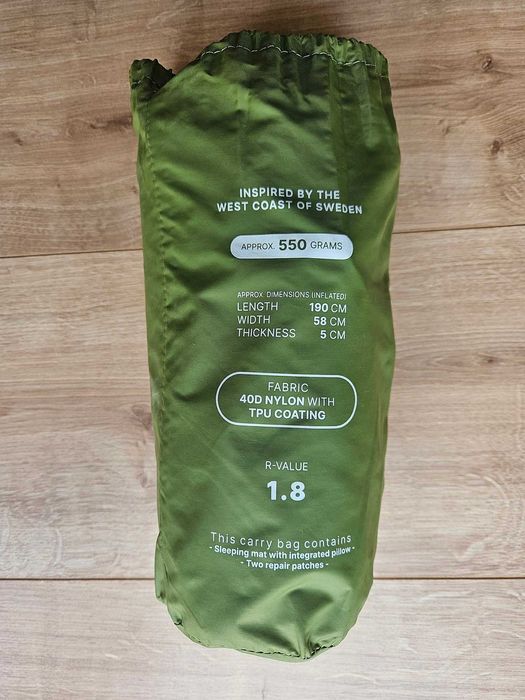 INSPIRED BY THE
WEST COAST OF SWEDEN
APPROX. 550 GRAMS
APPROX. DIMENSIONS (INFLATED)
LENGTH 190 CM
WIDTH 58 CM
THICKNESS 5 CM
FABRIC
40D NYLON WITH
TPU COATING
R-VALUE
1.8
This carry bag contains
- Sleeping mat with integrated pillow -
- Two repair patches -